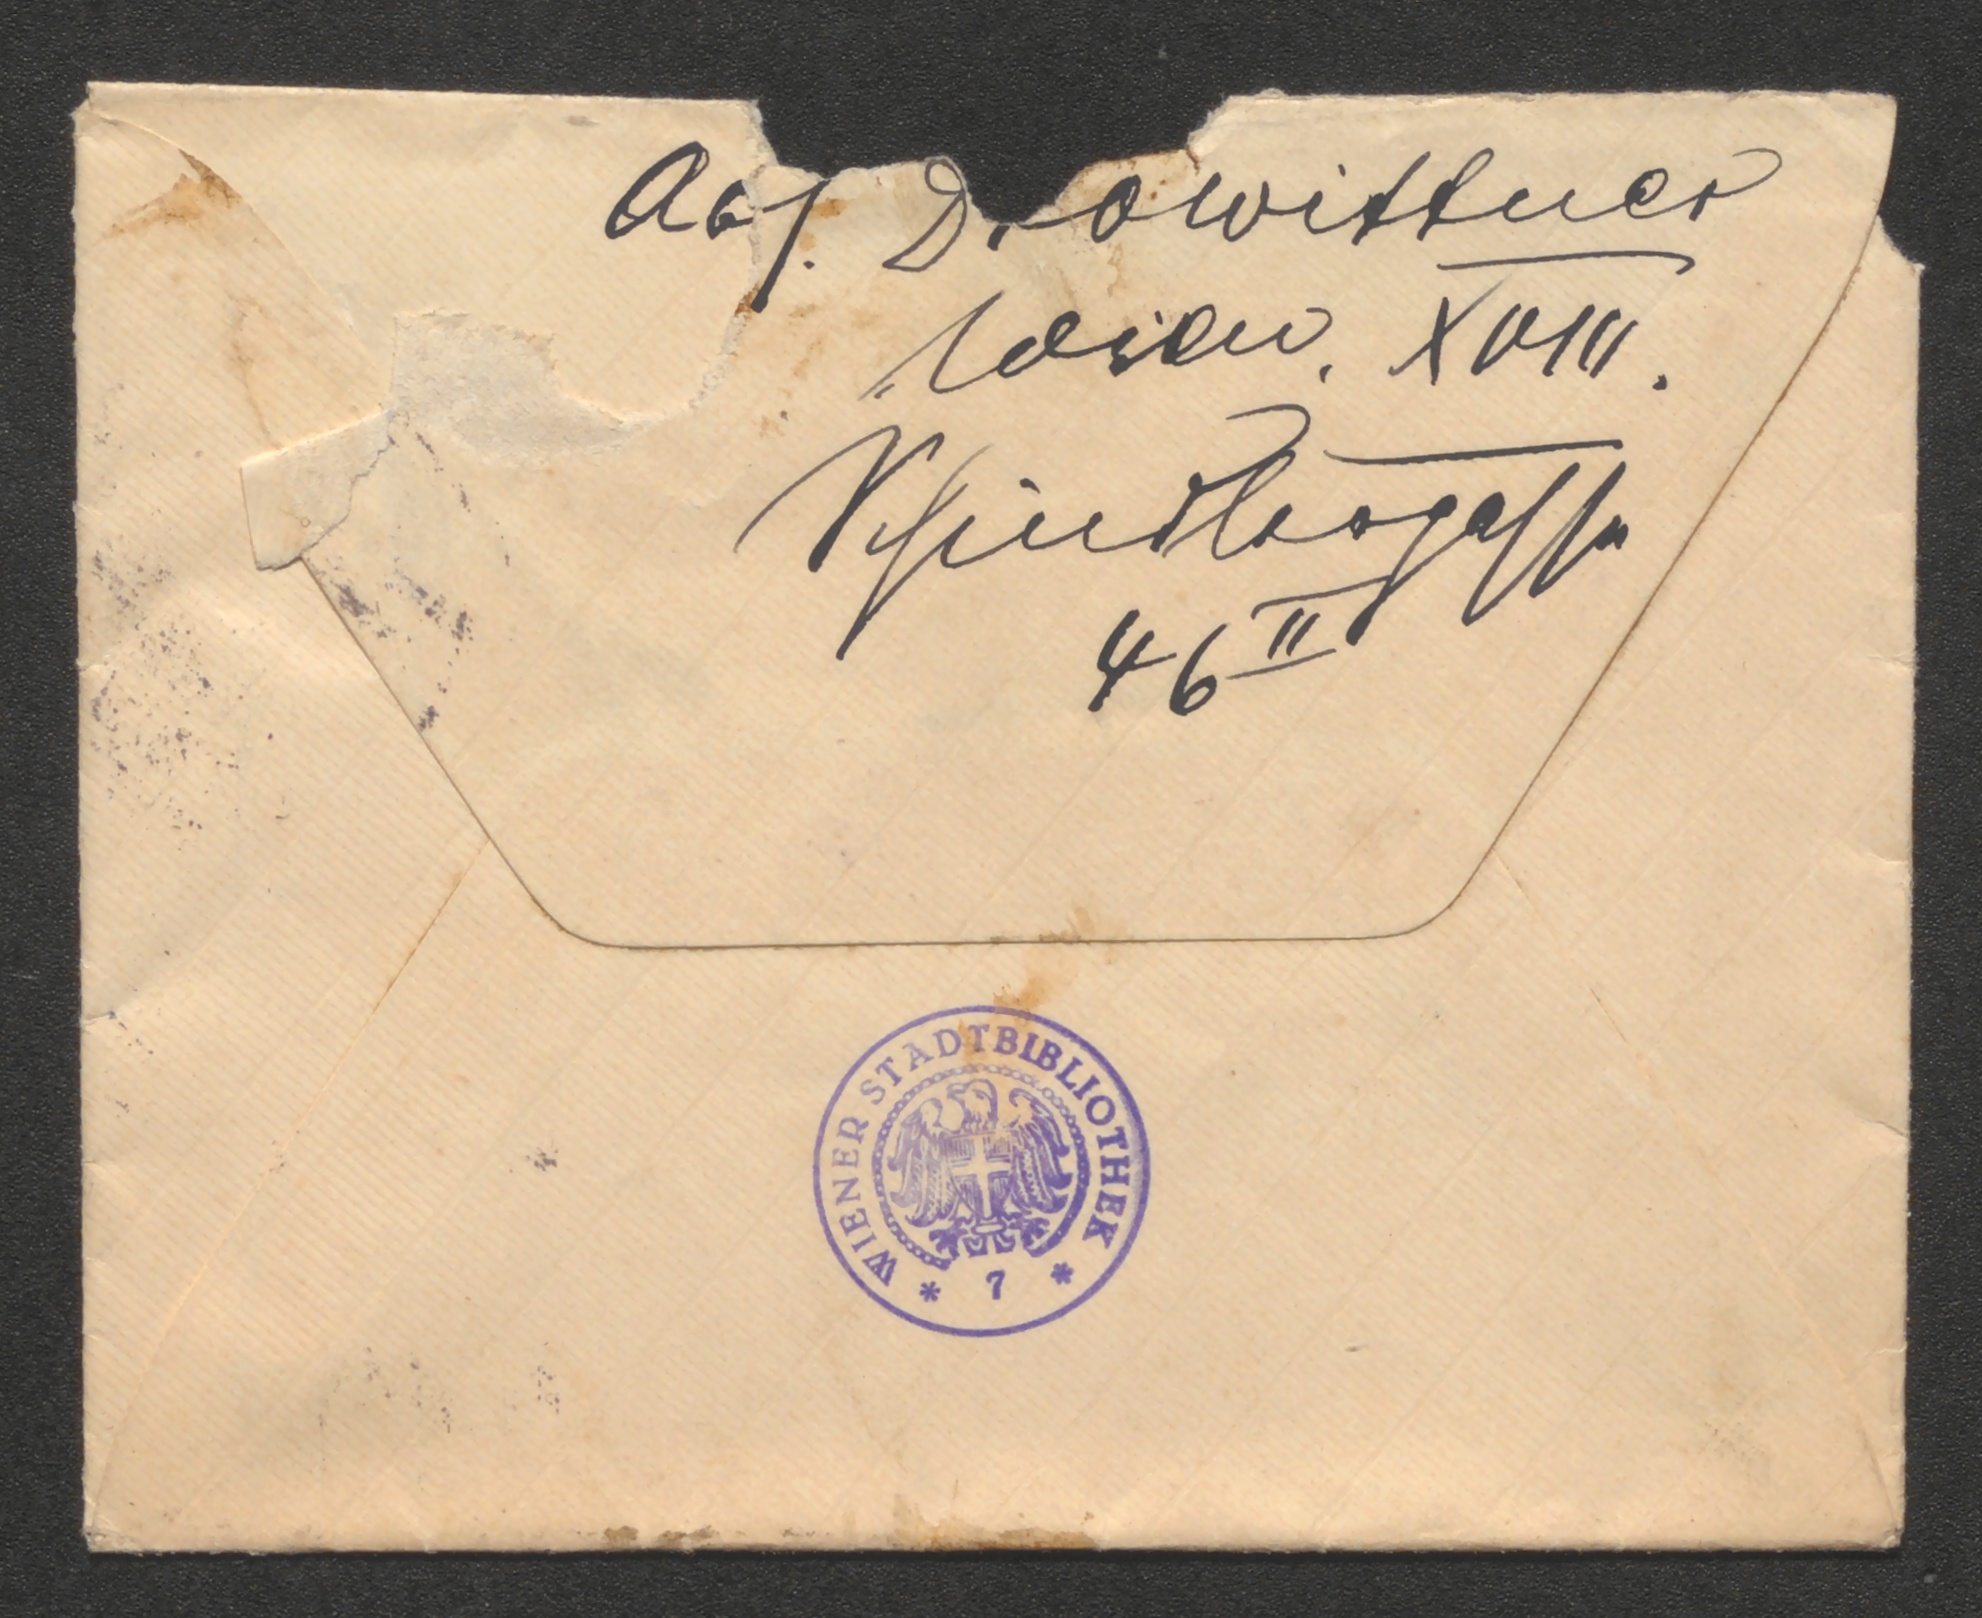 Abs. Dr. O Wittner
Wien. XVIII.
Schindlergasse
46 II
WIENER STADTBIBLIOTHEK
* 7 *